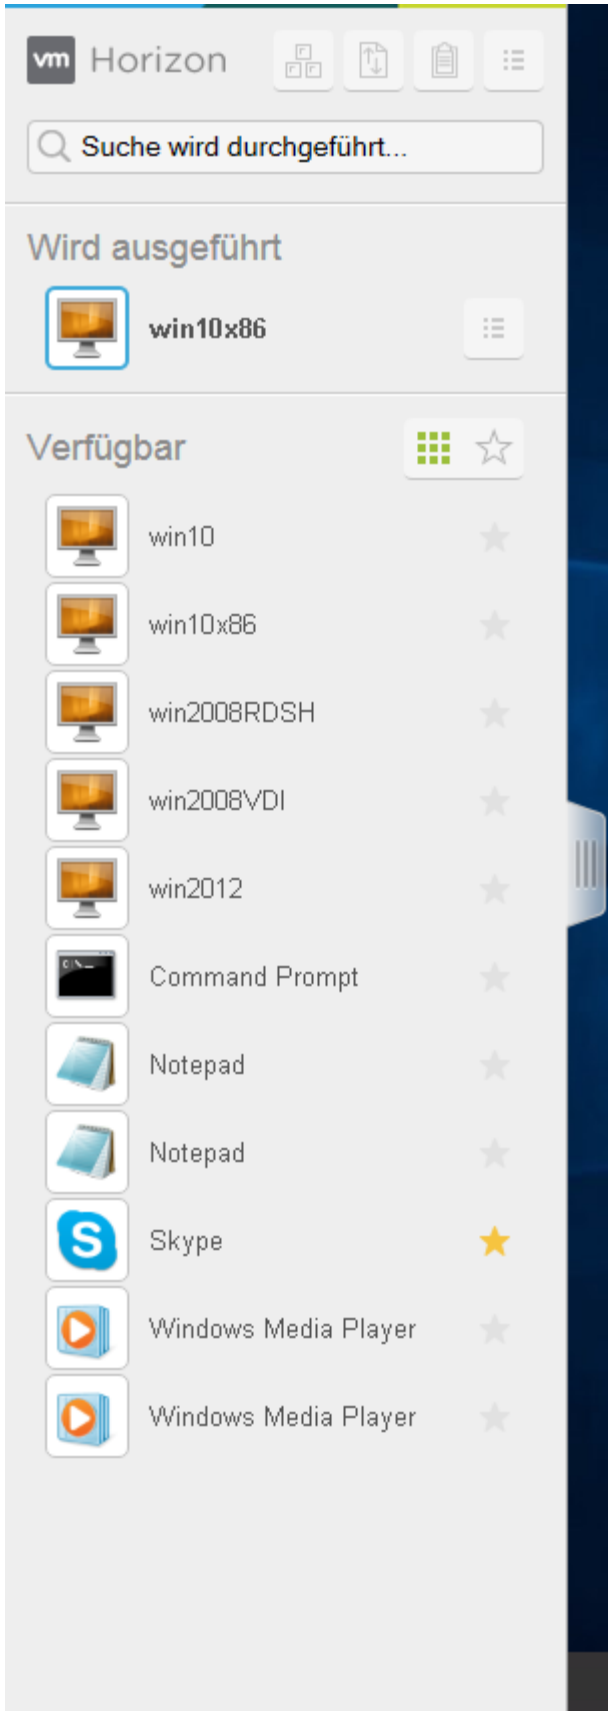 vm Horizon
Suche wird durchgeführt...
Wird ausgeführt
win10x86
Verfügbar
win10
win10x86
win2008RDSH
win2008VDI
win2012
C:\_
Command Prompt
Notepad
Notepad
S Skype
Windows Media Player
Windows Media Player